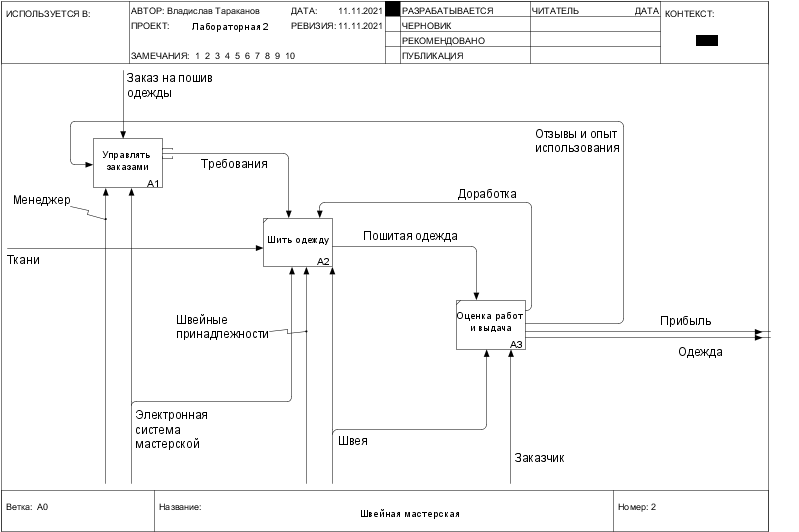 ИСПОЛЬЗУЕТСЯ В:
АВТОР: Владислав Тараканов
ДАТА: 11.11.2021
ПРОЕКТ: Лабораторная 2
РЕВИЗИЯ: 11.11.2021
ЗАМЕЧАНИЯ: 1 2 3 4 5 6 7 8 9 10
РАЗРАБАТЫВАЕТСЯ
ЧЕРНОВИК
РЕКОМЕНДОВАНО
ПУБЛИКАЦИЯ
ЧИТАТЕЛЬ
ДАТА
КОНТЕКСТ:
Заказ на пошив
одежды
Отзывы и опыт
использования
Управлять
заказами
A1
Требования
Менеджер
Доработка
Шить одежду
A2
Пошитая одежда
Ткани
Оценка работ
и выдача
A3
Швейные
принадлежности
Прибыль
Одежда
Электронная
система
мастерской
Швея
Заказчик
Ветка: A0
Название:
Швейная мастерская
Номер: 2